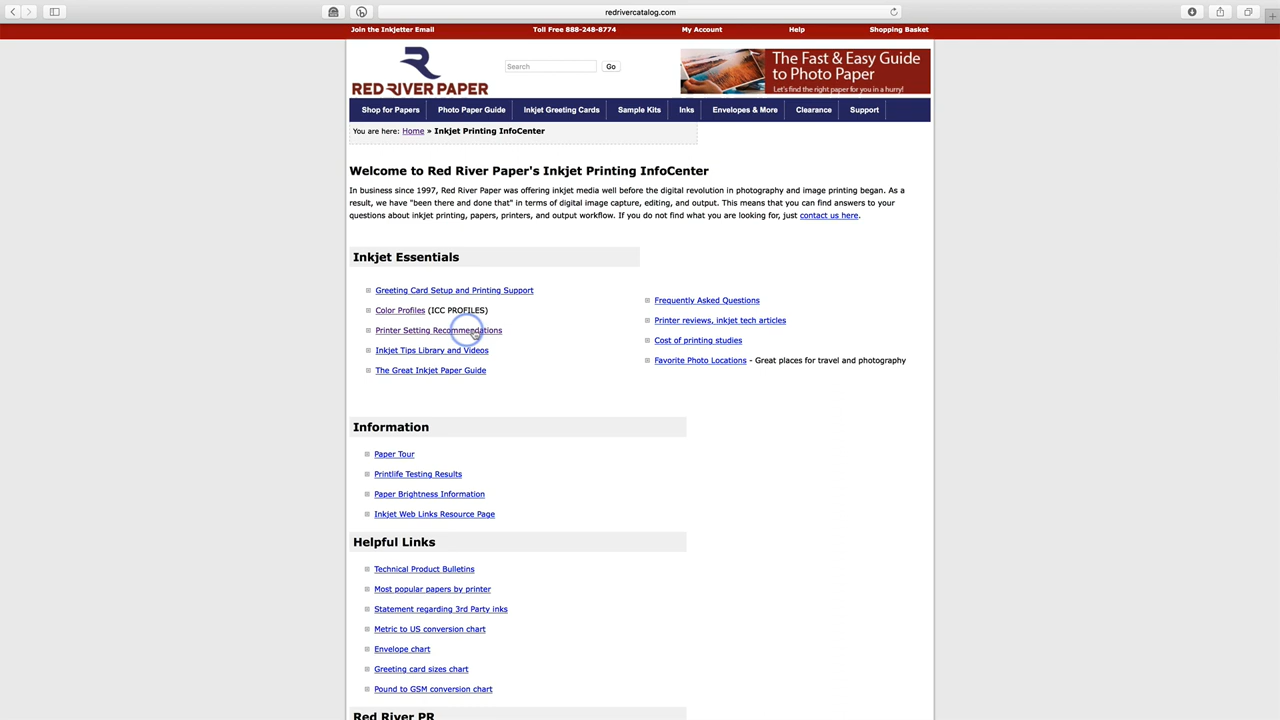 redrivercatalog.com
Join the Inkjetter Email
Toll Free 888-248-8774
My Account
Help
Shopping Basket
RED RIVER PAPER
Search
Go
The Fast & Easy Guide
to Photo Paper
Let's find the right paper for you in a hurry!
Shop for Papers
Photo Paper Guide
Inkjet Greeting Cards
Sample Kits
Inks
Envelopes & More
Clearance
Support
You are here: Home » Inkjet Printing InfoCenter
Welcome to Red River Paper's Inkjet Printing InfoCenter
In business since 1997, Red River Paper was offering inkjet media well before the digital revolution in photography and image printing began. As a
result, we have "been there and done that" in terms of digital image capture, editing, and output. This means that you can find answers to your
questions about inkjet printing, papers, printers, and output workflow. If you do not find what you are looking for, just contact us here.
Inkjet Essentials
Greeting Card Setup and Printing Support
Color Profiles (ICC PROFILES)
Printer Setting Recommendations
Inkjet Tips Library and Videos
The Great Inkjet Paper Guide
Frequently Asked Questions
Printer reviews, inkjet tech articles
Cost of printing studies
Favorite Photo Locations - Great places for travel and photography
Information
Paper Tour
Printlife Testing Results
Paper Brightness Information
Inkjet Web Links Resource Page
Helpful Links
Technical Product Bulletins
Most popular papers by printer
Statement regarding 3rd Party inks
Metric to US conversion chart
Envelope chart
Greeting card sizes chart
Pound to GSM conversion chart
Red River PR